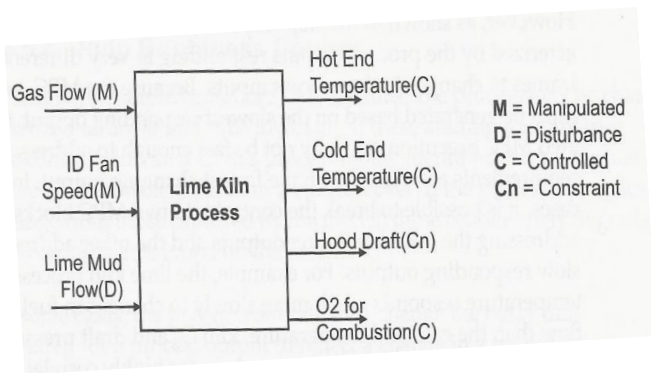 Gas Flow (M)
ID Fan
Speed(M)
Lime Mud
Flow(D)
Lime Kiln
Process
Hot End
Temperature(C)
Cold End
Temperature(C)
Hood Draft(Cn)
O2 for
Combustion(C)
M = Manipulated
D = Disturbance
C = Controlled
Cn = Constraint